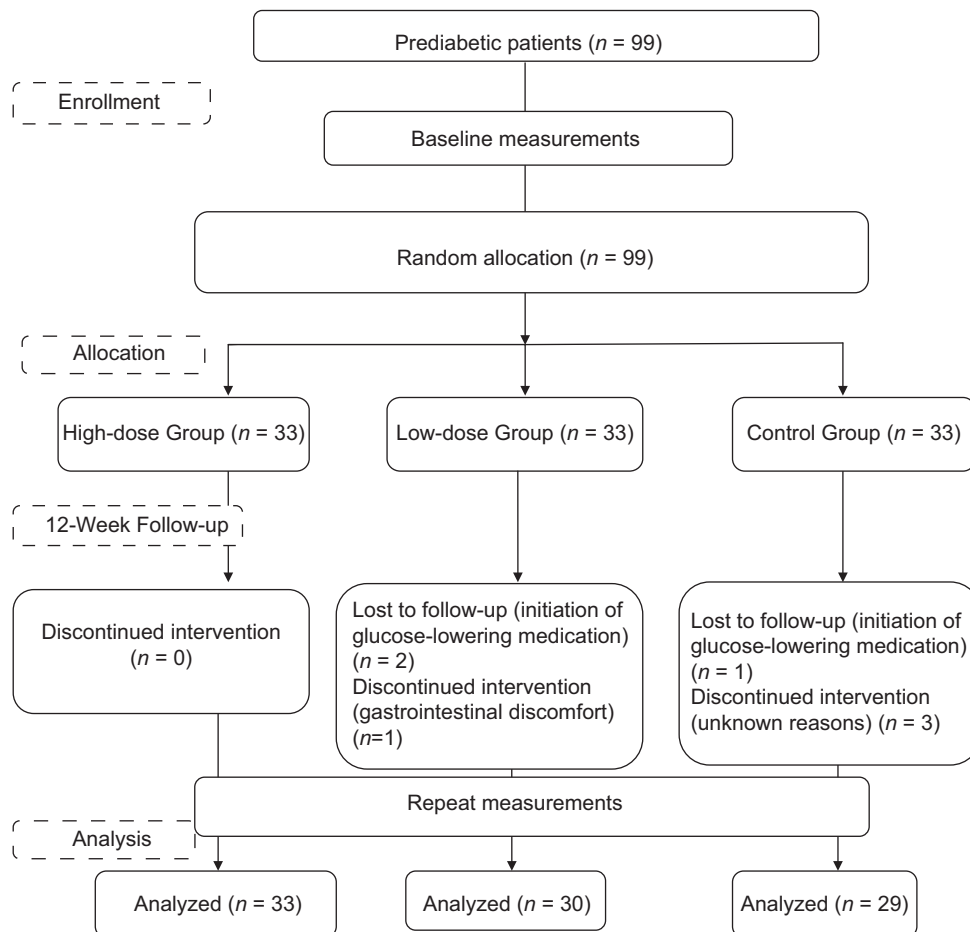 Prediabetic patients (n = 99)
Enrollment
Baseline measurements
Random allocation (n = 99)
Allocation
High-dose Group (n = 33)
Low-dose Group (n = 33)
Control Group (n = 33)
12-Week Follow-up
Discontinued intervention
(n = 0)
Lost to follow-up (initiation of
glucose-lowering medication)
(n = 2)
Discontinued intervention
(gastrointestinal discomfort)
(n=1)
Lost to follow-up (initiation of
glucose-lowering medication)
(n = 1)
Discontinued intervention
(unknown reasons) (n = 3)
Repeat measurements
Analysis
Analyzed (n = 33)
Analyzed (n = 30)
Analyzed (n = 29)